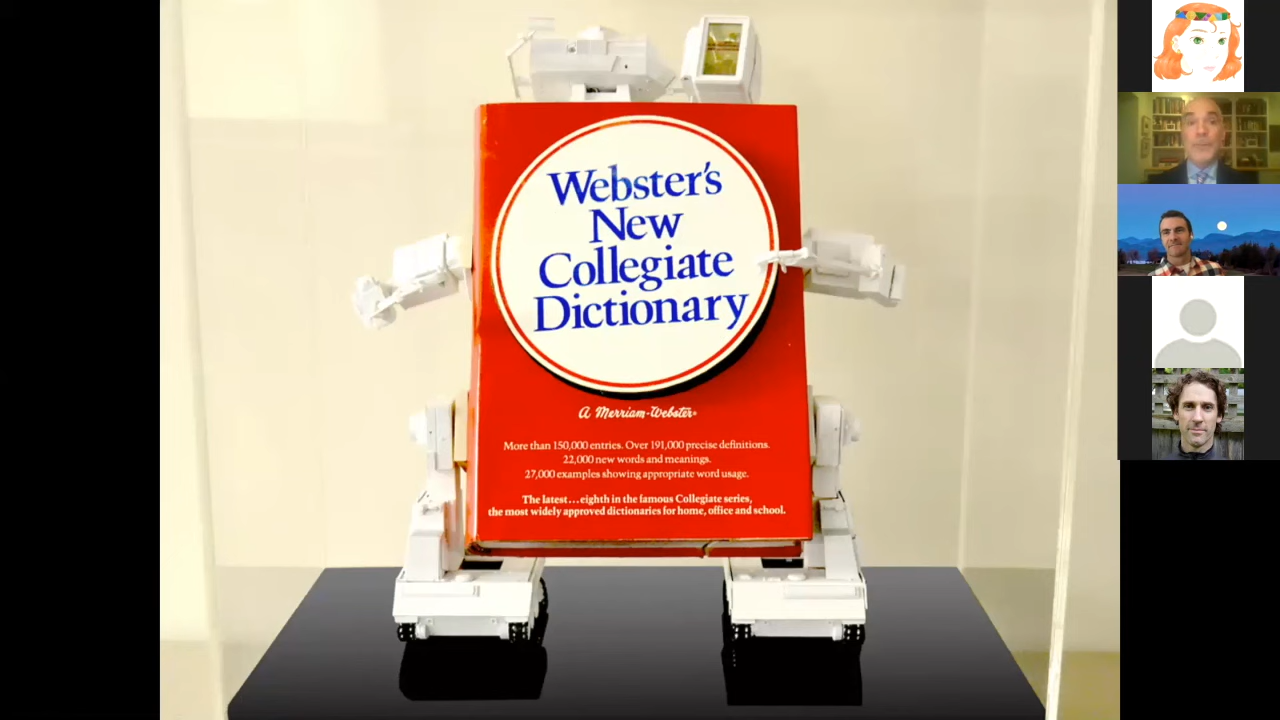 Webster's
New
Collegiate
Dictionary
A Merriam-Webster®
More than 150,000 entries. Over 191,000 precise definitions.
22,000 new words and meanings.
27,000 examples showing appropriate word usage.
The latest...eighth in the famous Collegiate series,
the most widely approved dictionaries for home, office and school.